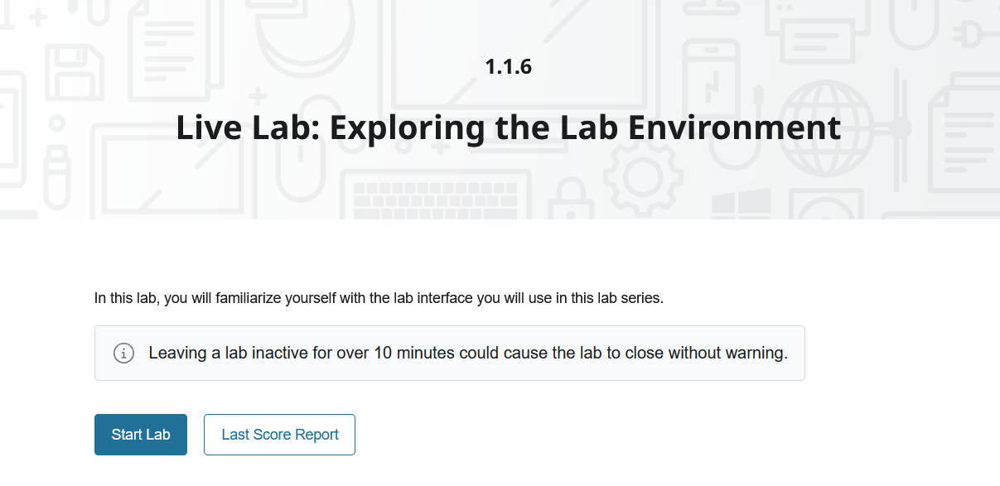 1.1.6
Live Lab: Exploring the Lab Environment
In this lab, you will familiarize yourself with the lab interface you will use in this lab series.
Leaving a lab inactive for over 10 minutes could cause the lab to close without warning.
Start Lab
Last Score Report